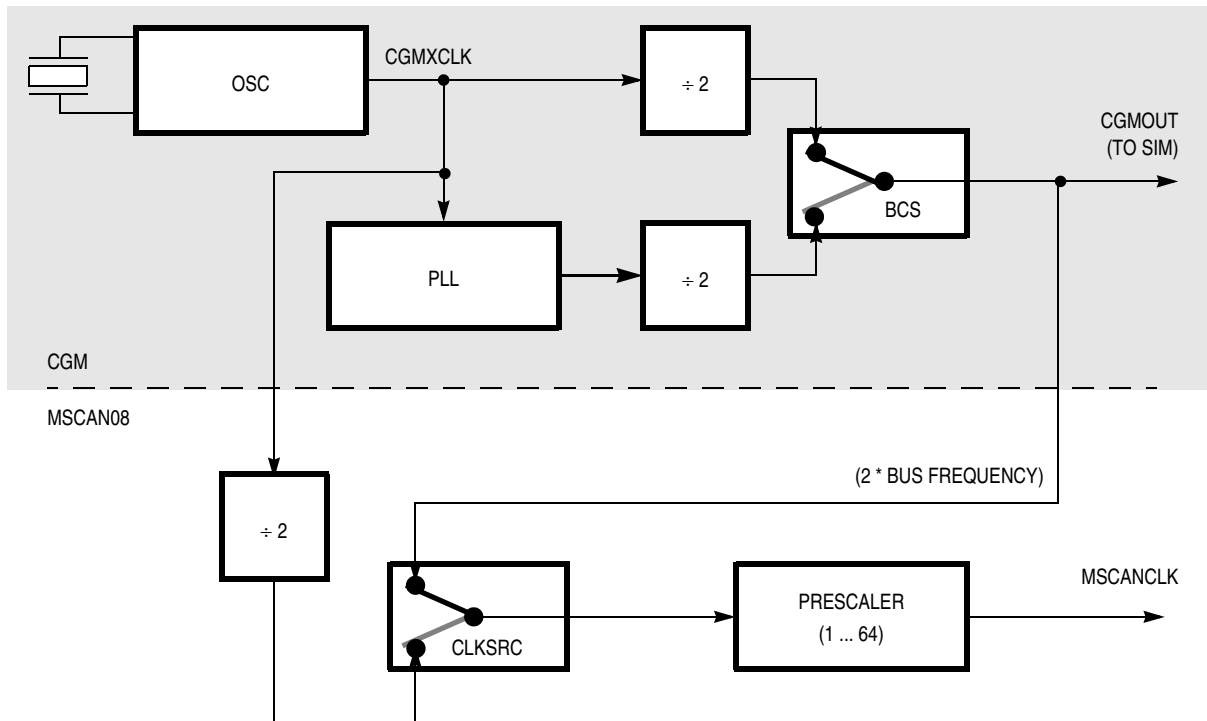 CGMXCLK
OSC
÷ 2
CGMOUT
(TO SIM)
BCS
PLL
÷ 2
CGM
MSCAN08
(2 * BUS FREQUENCY)
÷ 2
MSCANCLK
PRESCALER
(1 ... 64)
CLKSRC